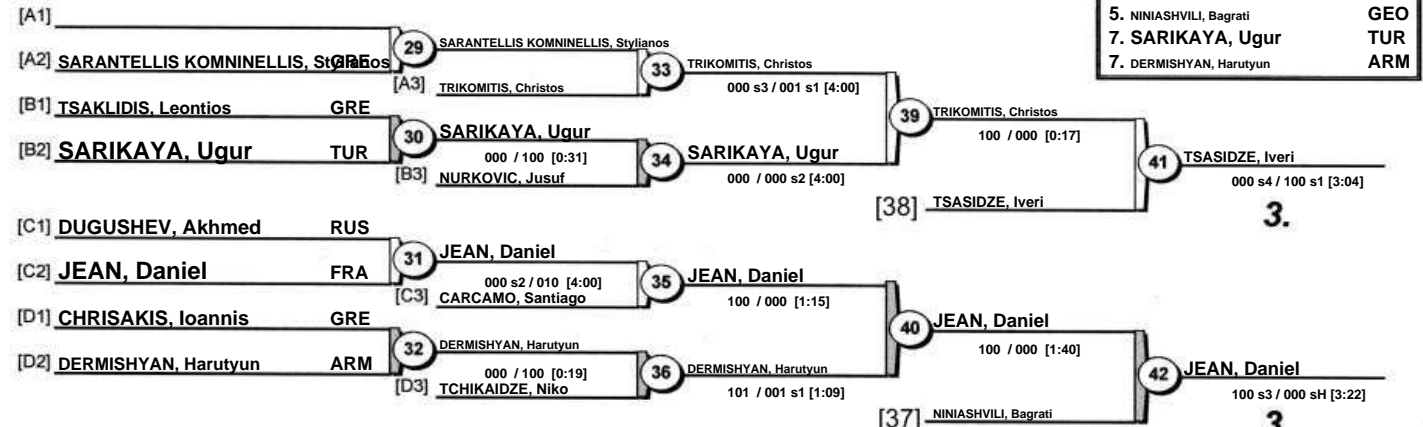 [A1]
[A2] SARANTELLIS KOMNINELLIS, Stylianos GRE
29
SARANTELLIS KOMNINELLIS, Stylianos
[A3] TRIKOMITIS, Christos
33
TRIKOMITIS, Christos
000 s3 / 001 s1 [4:00]
[B1] TSAKLIDIS, Leontios GRE
[B2] SARIKAYA, Ugur TUR
30
SARIKAYA, Ugur
000 / 100 [0:31]
[B3] NURKOVIC, Jusuf
34
SARIKAYA, Ugur
000 / 000 s2 [4:00]
39
TRIKOMITIS, Christos
100 / 000 [0:17]
[38] TSASIDZE, Iveri
41
TSASIDZE, Iveri
000 s4 / 100 s1 [3:04]
3.
5. NINIASHVILI, Bagrati GEO
7. SARIKAYA, Ugur TUR
7. DERMISHYAN, Harutyun ARM
[C1] DUGUSHEV, Akhmed RUS
[C2] JEAN, Daniel FRA
31
JEAN, Daniel
000 s2 / 010 [4:00]
[C3] CARCAMO, Santiago
35
JEAN, Daniel
100 / 000 [1:15]
[D1] CHRISAKIS, Ioannis GRE
[D2] DERMISHYAN, Harutyun ARM
32
DERMISHYAN, Harutyun
000 / 100 [0:19]
[D3] TCHIKAIDZE, Niko
36
DERMISHYAN, Harutyun
101 / 001 s1 [1:09]
40
JEAN, Daniel
100 / 000 [1:40]
[37] NINIASHVILI, Bagrati
42
JEAN, Daniel
100 s3 / 000 sH [3:22]
3.